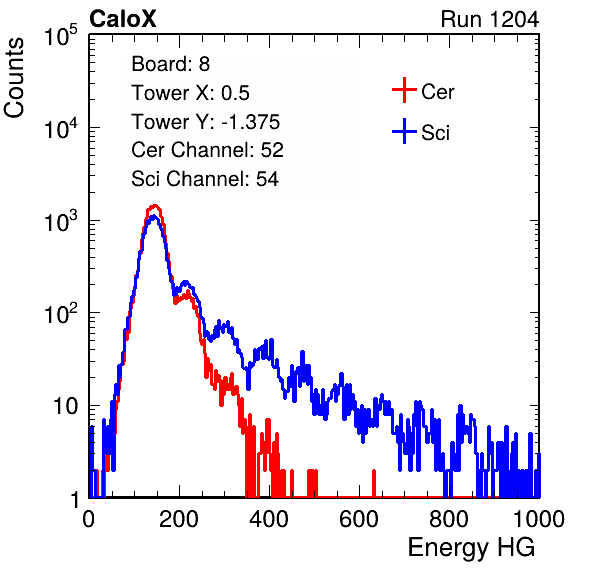 CaloX Run 1204
Counts
Board: 8
Tower X: 0.5
Tower Y: -1.375
Cer Channel: 52
Sci Channel: 54
Cer
Sci
10^5
10^4
10^3
10^2
10
1
0 200 400 600 800 1000
Energy HG